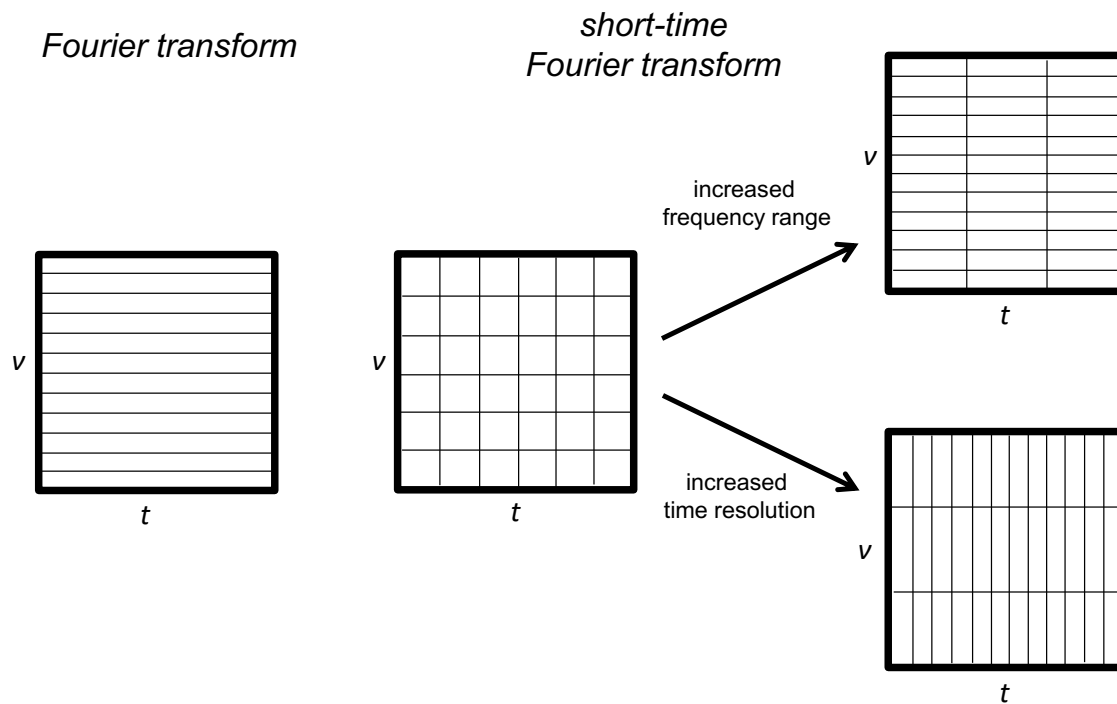 Fourier transform
short-time
Fourier transform
ν
t
ν
t
increased
frequency range
increased
time resolution
ν
t
ν
t